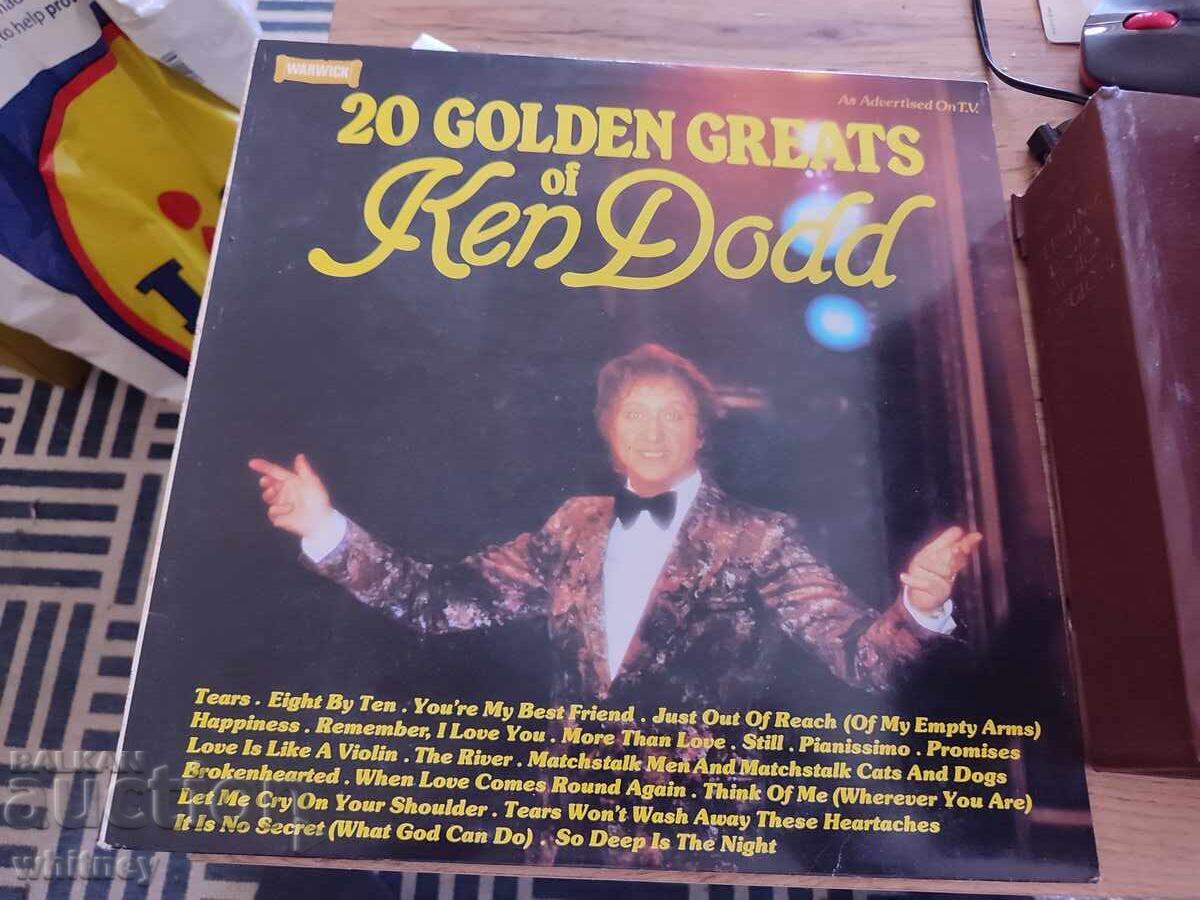 to help
WARWICK
As Advertised On T.V.
20 GOLDEN GREATS
of
Ken Dodd
Tears . Eight By Ten . You're My Best Friend . Just Out Of Reach (Of My Empty Arms)
Happiness . Remember, I Love You . More Than Love . Still . Pianissimo . Promises
Love Is Like A Violin . The River . Matchstalk Men And Matchstalk Cats And Dogs
Brokenhearted . When Love Comes Round Again . Think Of Me (Wherever You Are)
Let Me Cry On Your Shoulder . Tears Won't Wash Away These Heartaches
It Is No Secret (What God Can Do) . So Deep Is The Night
BALKAN
auction
whitney